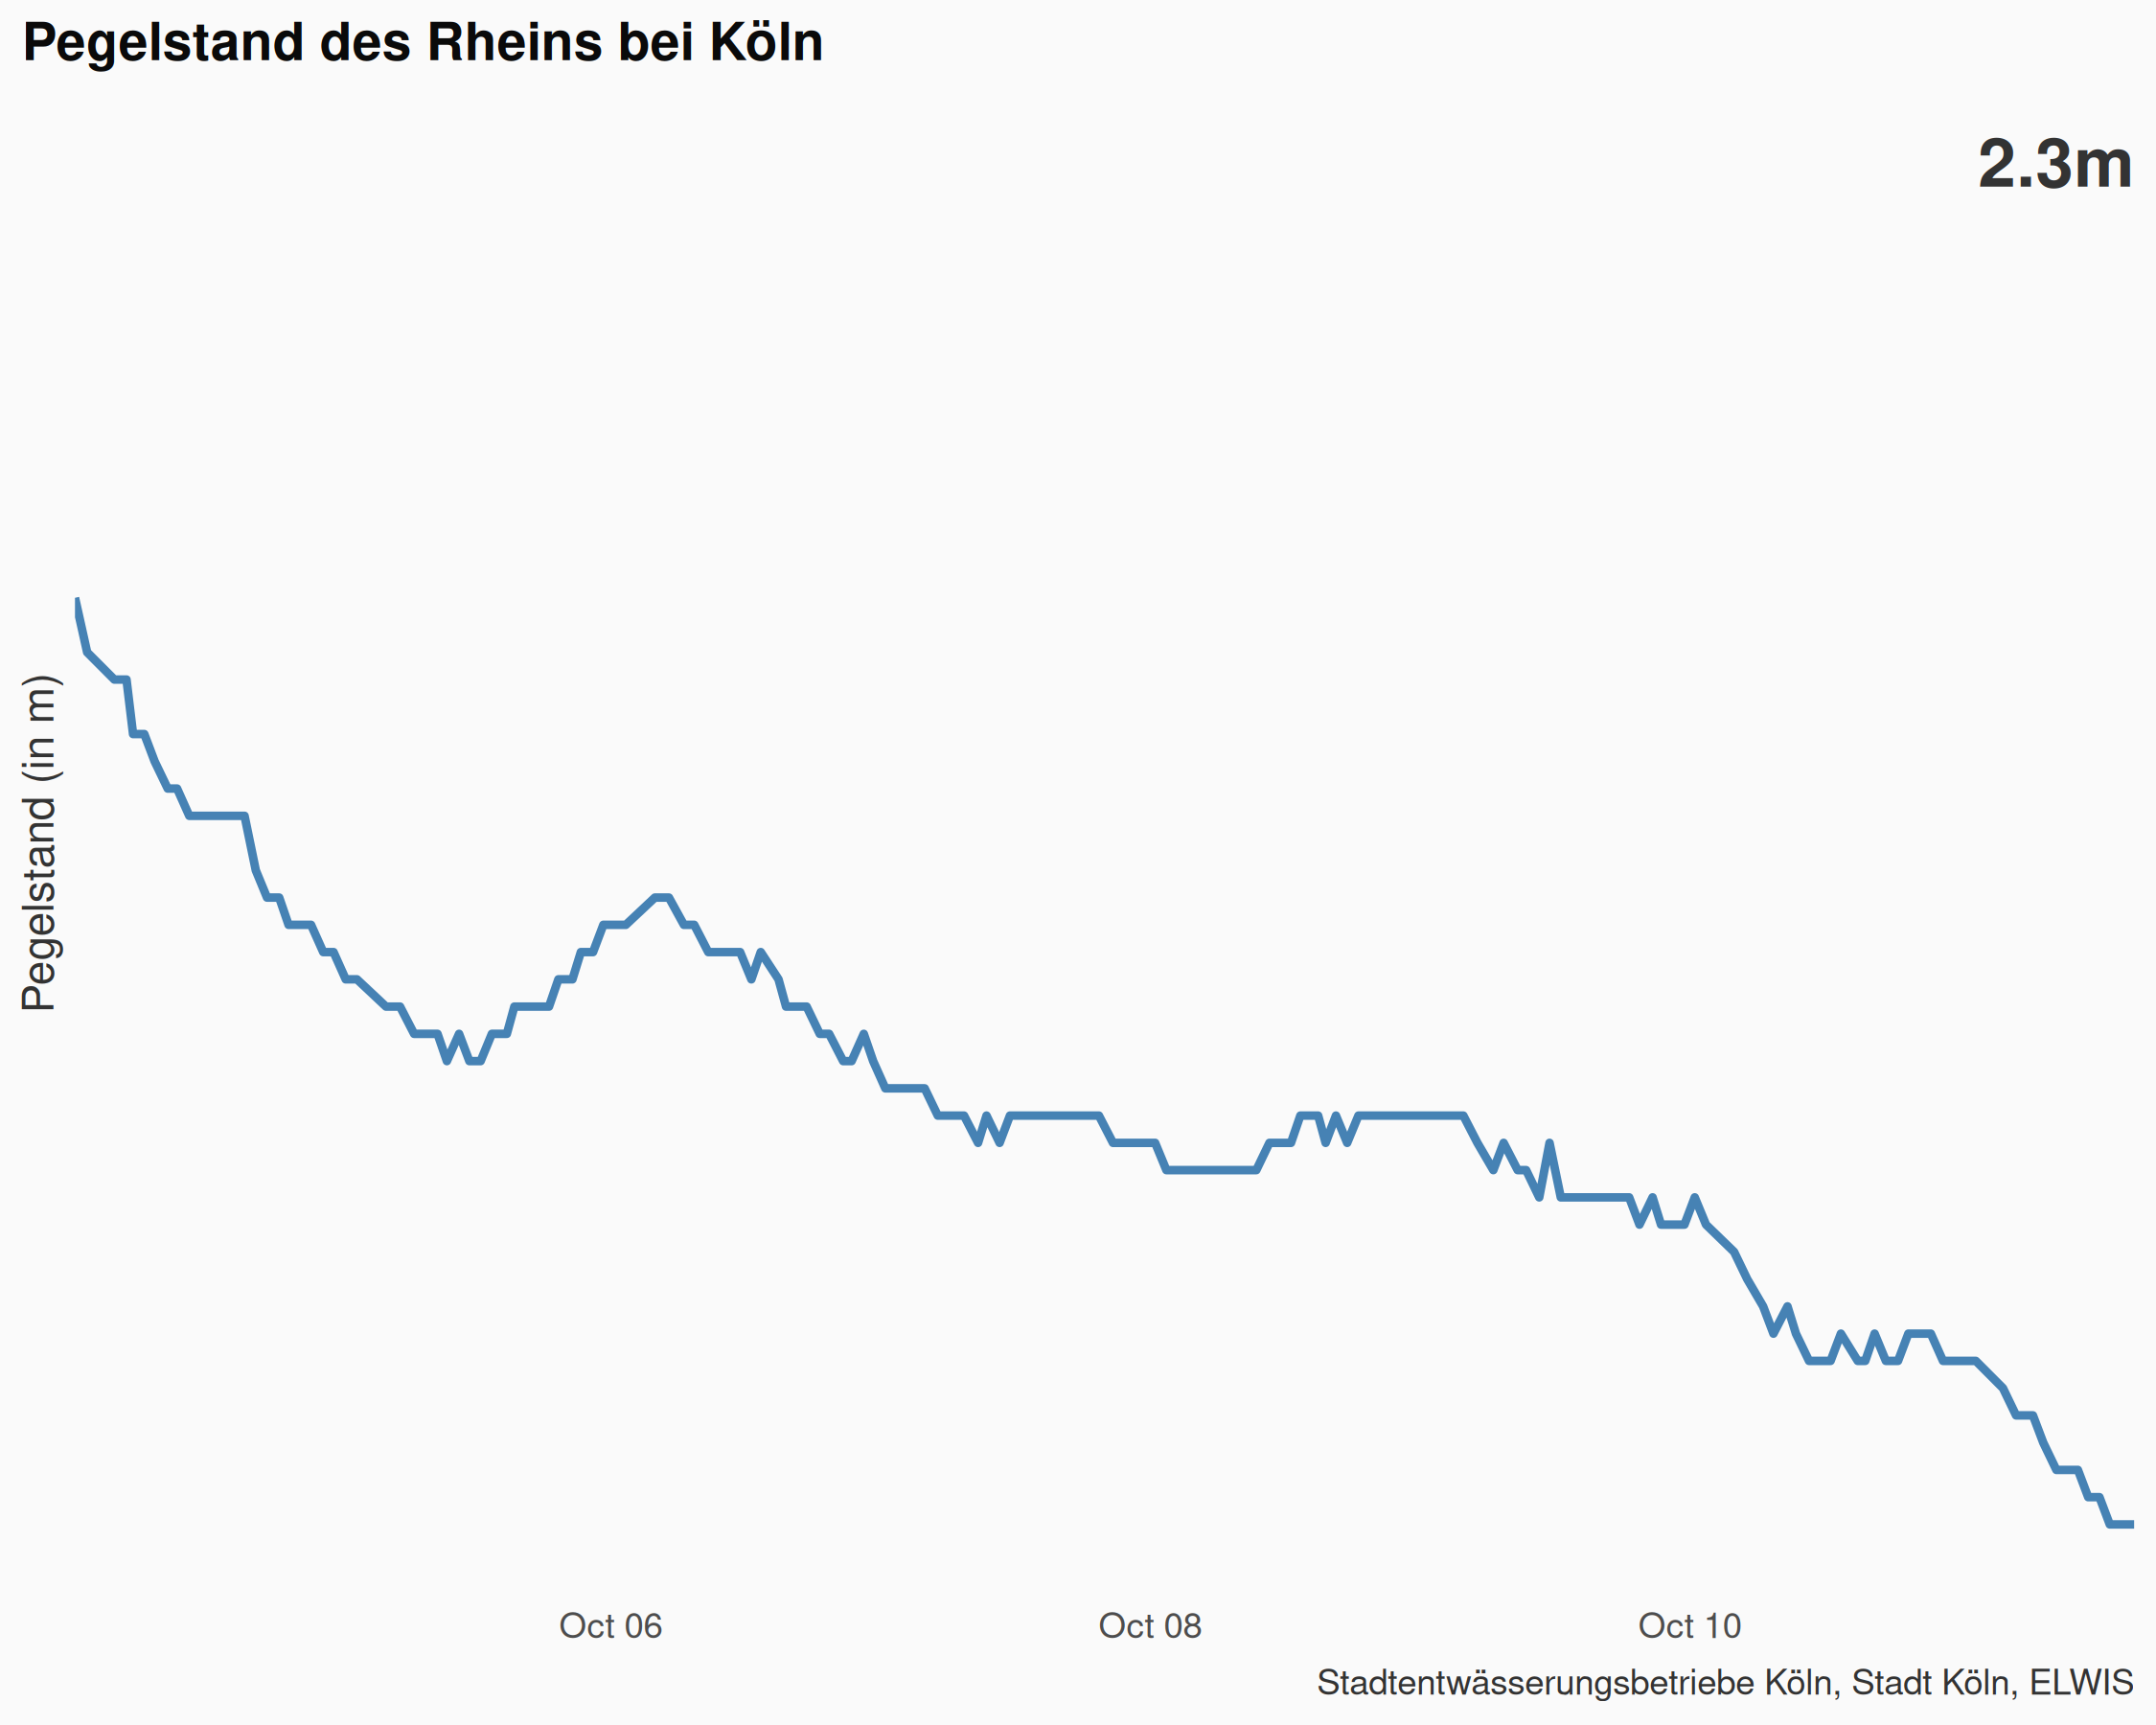 Pegelstand des Rheins bei Köln
2.3m
Pegelstand (in m)
Oct 06
Oct 08
Oct 10
Stadtentwässerungsbetriebe Köln, Stadt Köln, ELWIS